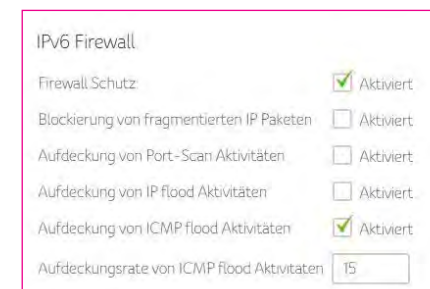 IPv6 Firewall
Firewall Schutz Aktiviert
Blockierung von fragmentierten IP Paketen Aktiviert
Aufdeckung von Port-Scan Aktivitäten Aktiviert
Aufdeckung von IP flood Aktivitäten Aktiviert
Aufdeckung von ICMP flood Aktivitäten Aktiviert
Aufdeckungsrate von ICMP flood Aktivitäten 15